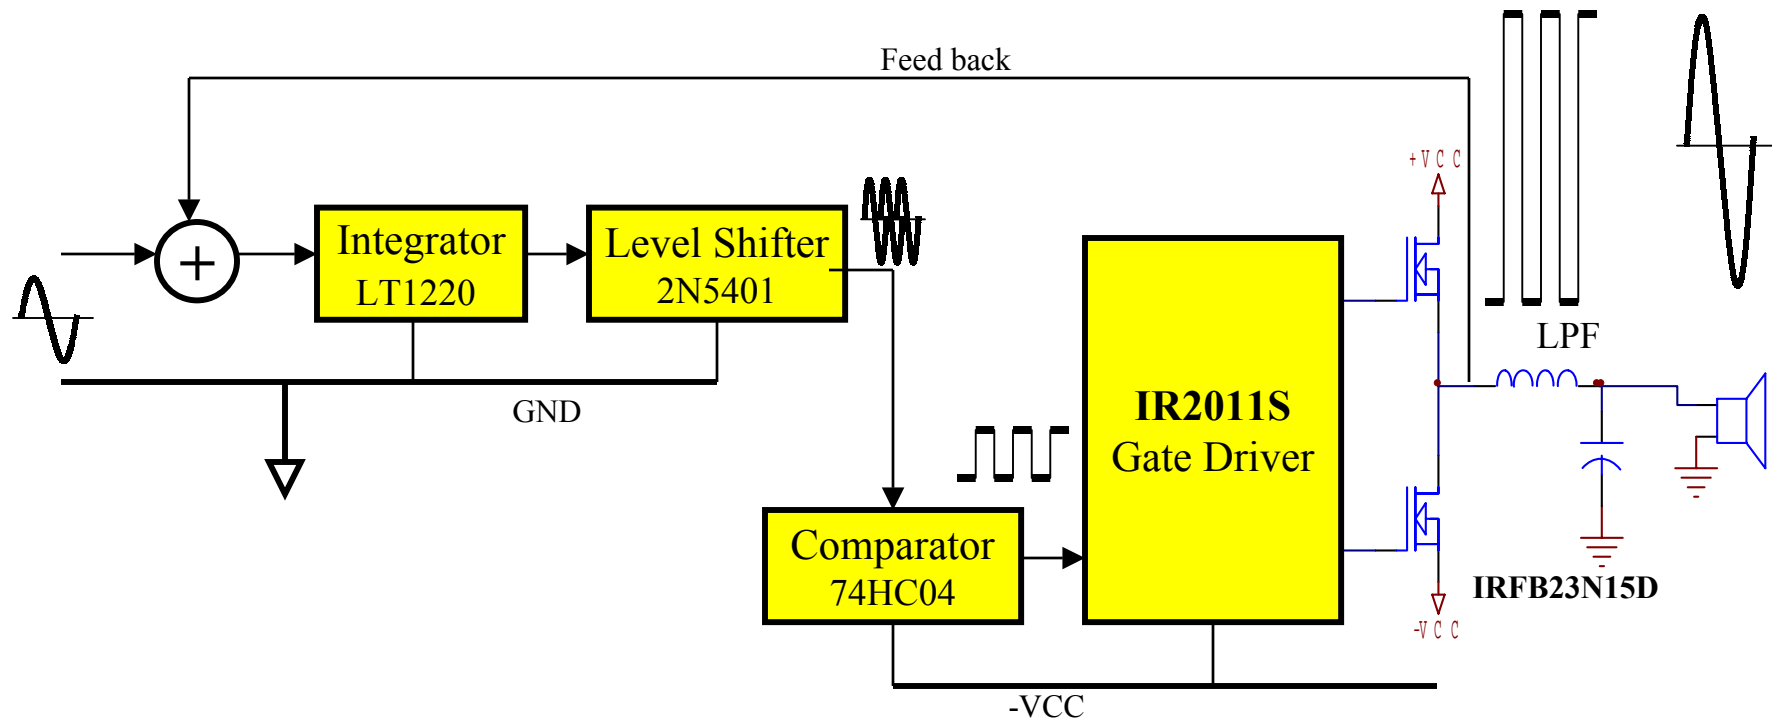 Feed back
+VCC
Integrator
LT1220
Level Shifter
2N5401
+
GND
LPF
IR2011S
Gate Driver
Comparator
74HC04
IRFB23N15D
-VCC
-VCC